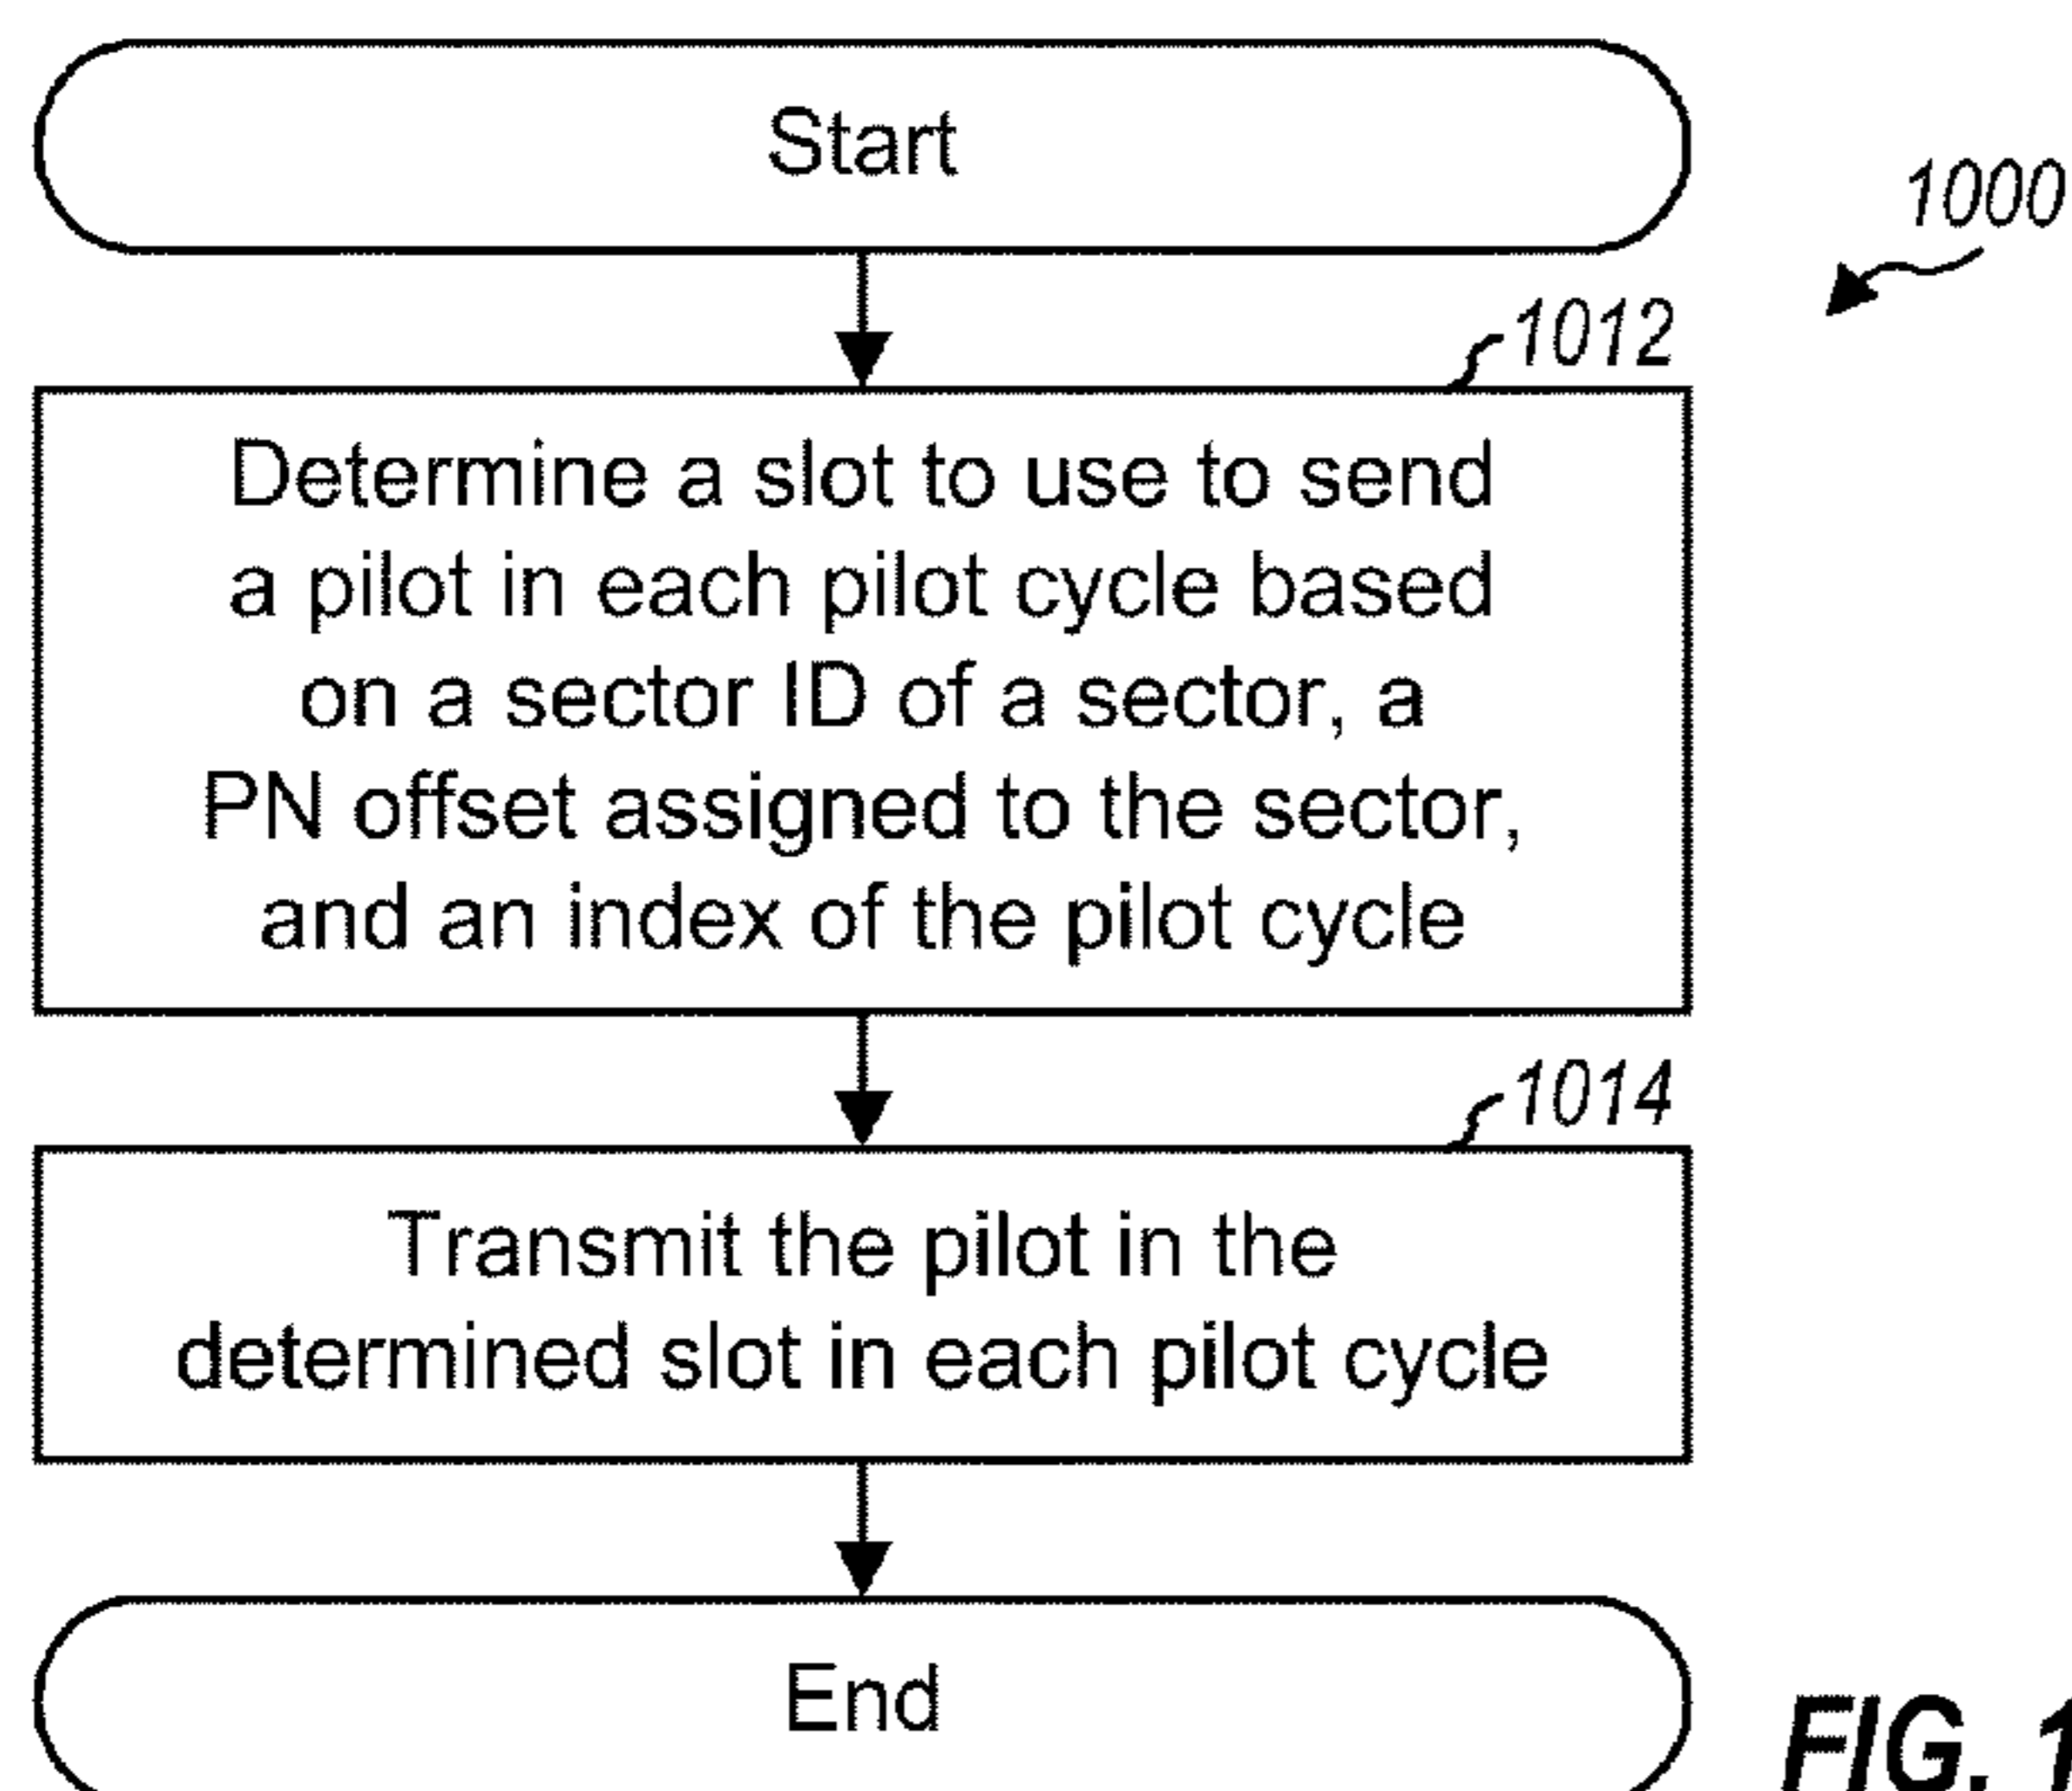 Start
1000
1012
Determine a slot to use to send
a pilot in each pilot cycle based
on a sector ID of a sector, a
PN offset assigned to the sector,
and an index of the pilot cycle
1014
Transmit the pilot in the
determined slot in each pilot cycle
End
FIG. 1